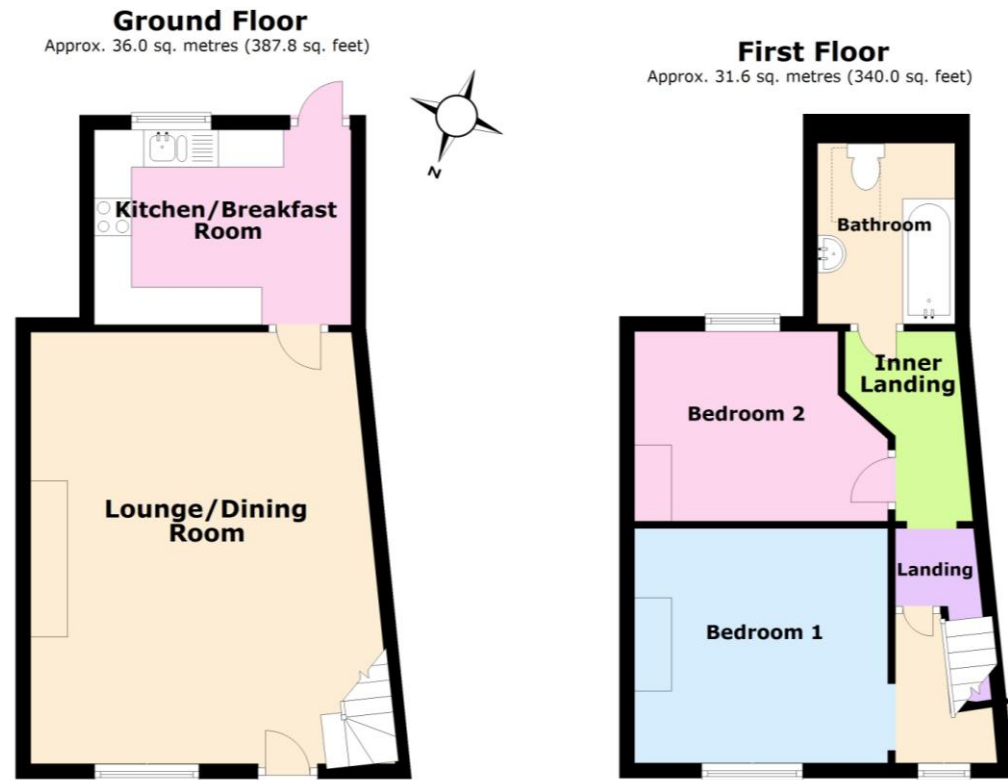 Ground Floor
Approx. 36.0 sq. metres (387.8 sq. feet)
Kitchen/Breakfast
Room
Lounge/Dining
Room
N
First Floor
Approx. 31.6 sq. metres (340.0 sq. feet)
Bathroom
Inner
Landing
Bedroom 2
Landing
Bedroom 1